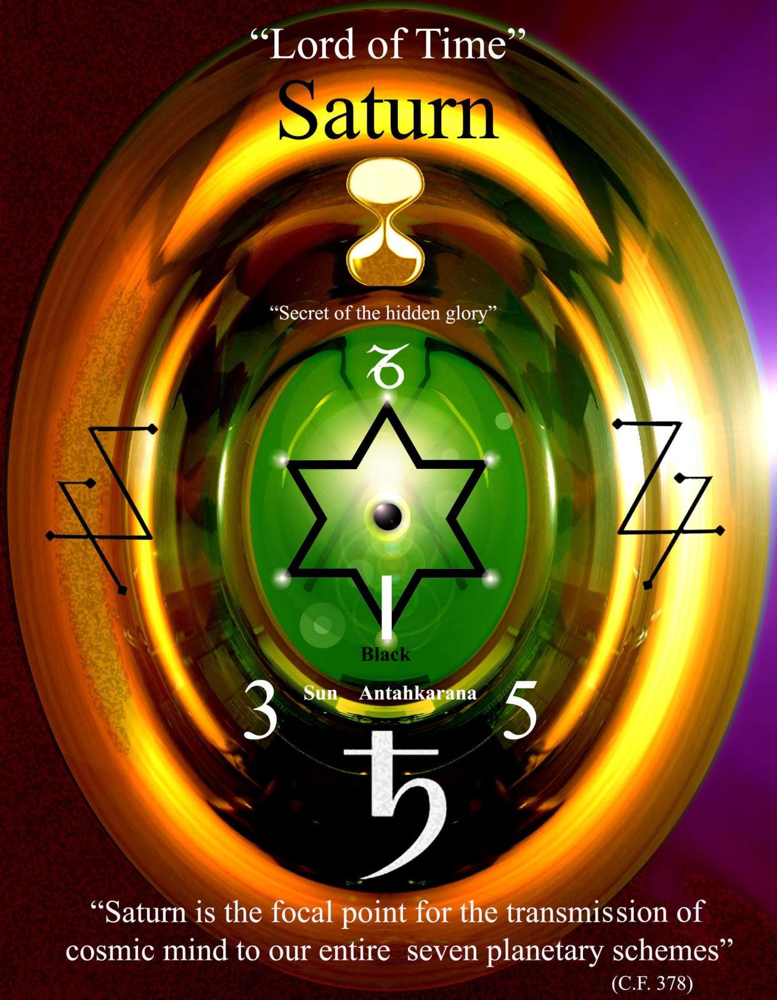 “Lord of Time”
Saturn
“Secret of the hidden glory”
♑
Black
Sun Antahkarana
3 5
♄
“Saturn is the focal point for the transmission of
cosmic mind to our entire seven planetary schemes”
(C.F. 378)